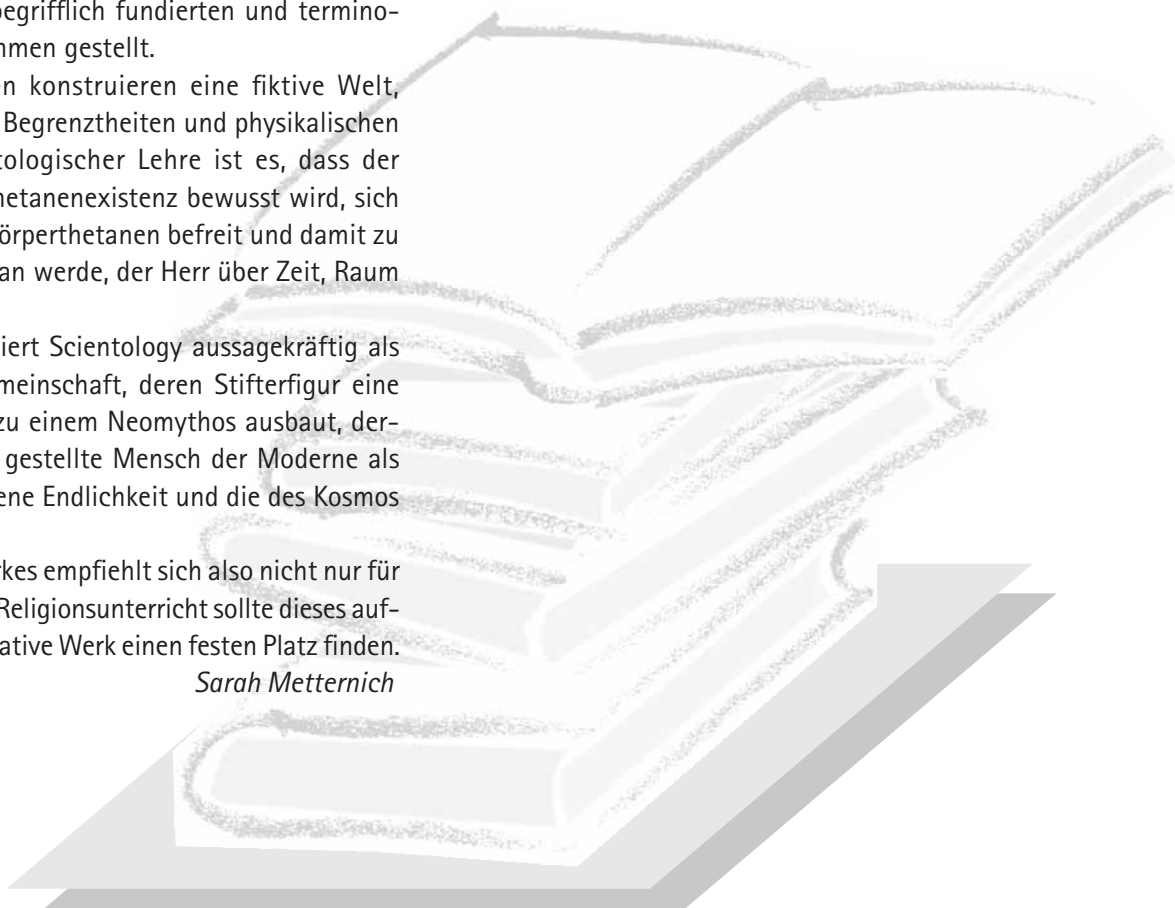 begrifflich fundierten und termino-
hmen gestellt.
en konstruieren eine fiktive Welt,
Begrenztheiten und physikalischen
tologischer Lehre ist es, dass der
hetanenexistenz bewusst wird, sich
örperthetanen befreit und damit zu
an werde, der Herr über Zeit, Raum
iert Scientology aussagekräftig als
meinschaft, deren Stifterfigur eine
zu einem Neomythos ausbaut, der-
gestellte Mensch der Moderne als
ene Endlichkeit und die des Kosmos
rkes empfiehlt sich also nicht nur für
Religionsunterricht sollte dieses auf-
ative Werk einen festen Platz finden.
Sarah Metternich